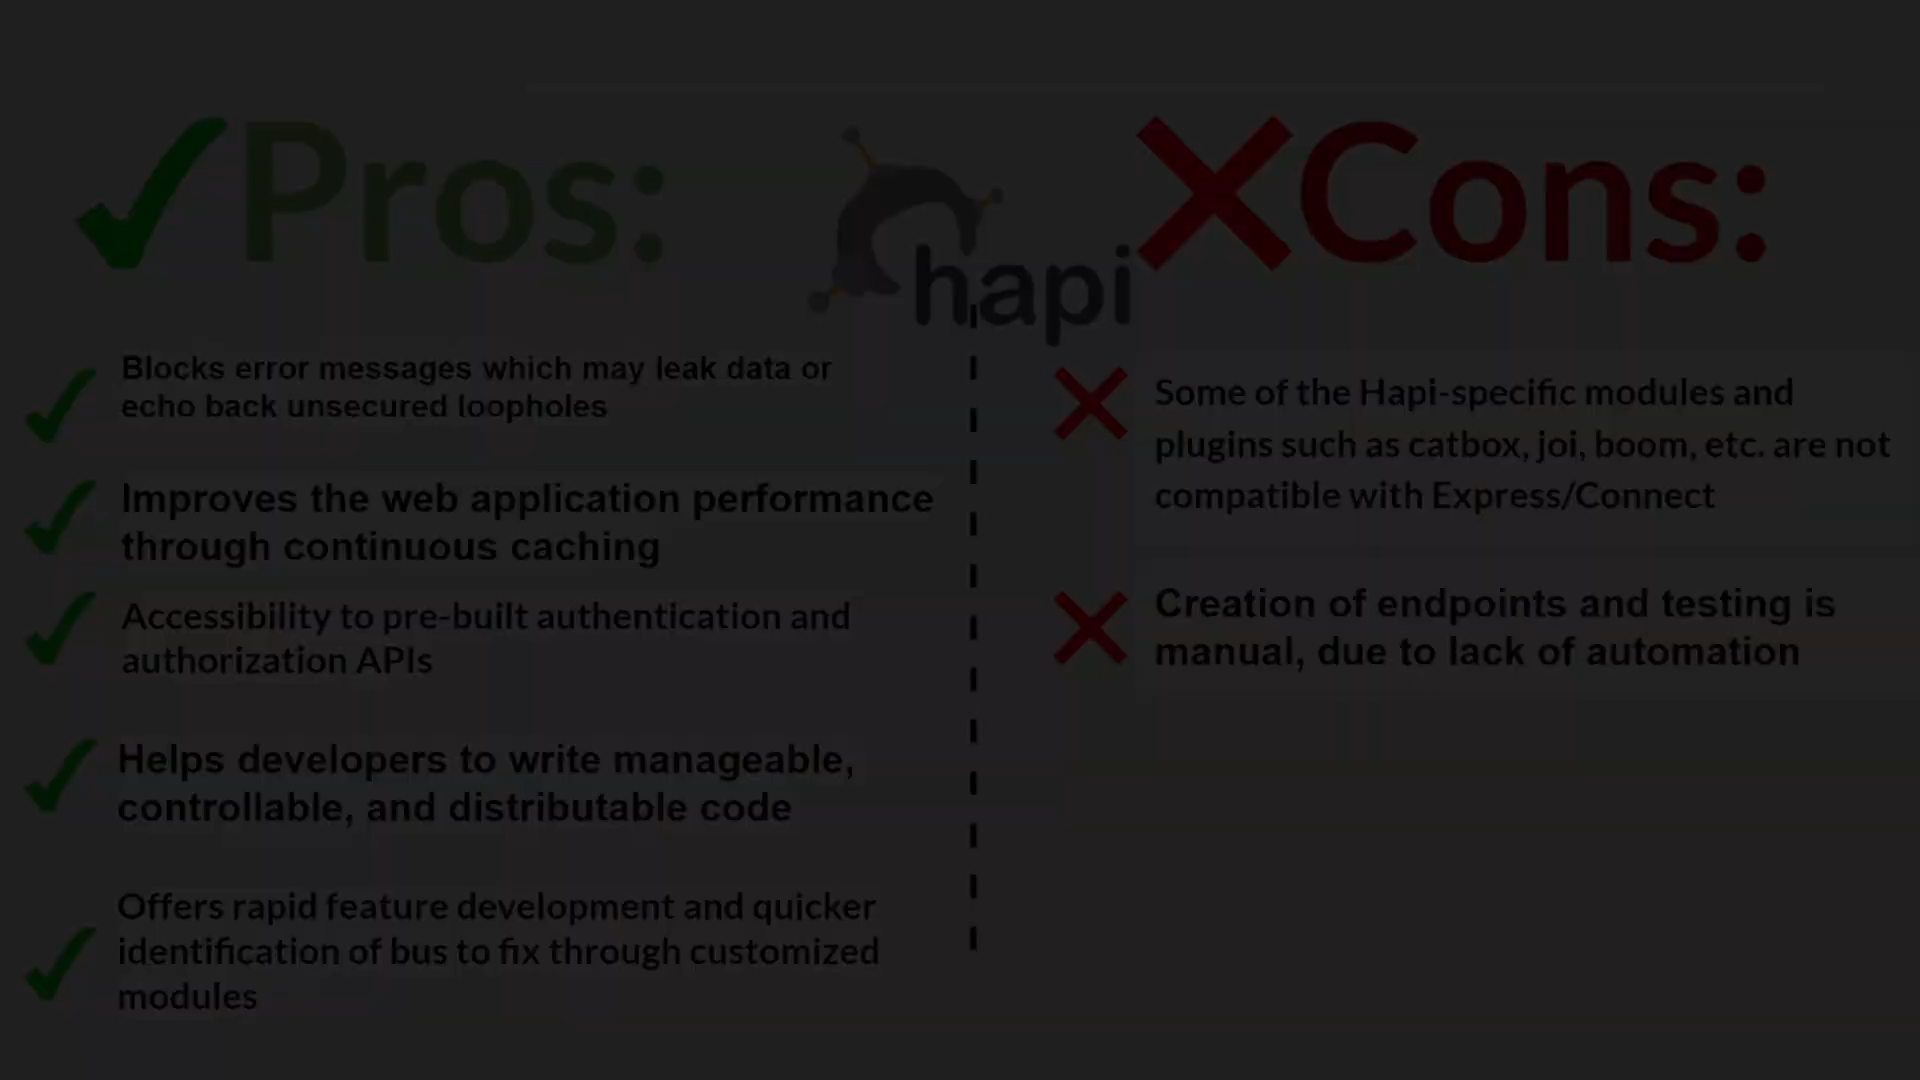 Pros:
hapi
Cons:
Blocks error messages which may leak data or
echo back unsecured loopholes
Improves the web application performance
through continuous caching
Accessibility to pre-built authentication and
authorization APIs
Helps developers to write manageable,
controllable, and distributable code
Offers rapid feature development and quicker
identification of bus to fix through customized
modules
Some of the Hapi-specific modules and
plugins such as catbox, joi, boom, etc. are not
compatible with Express/Connect
Creation of endpoints and testing is
manual, due to lack of automation